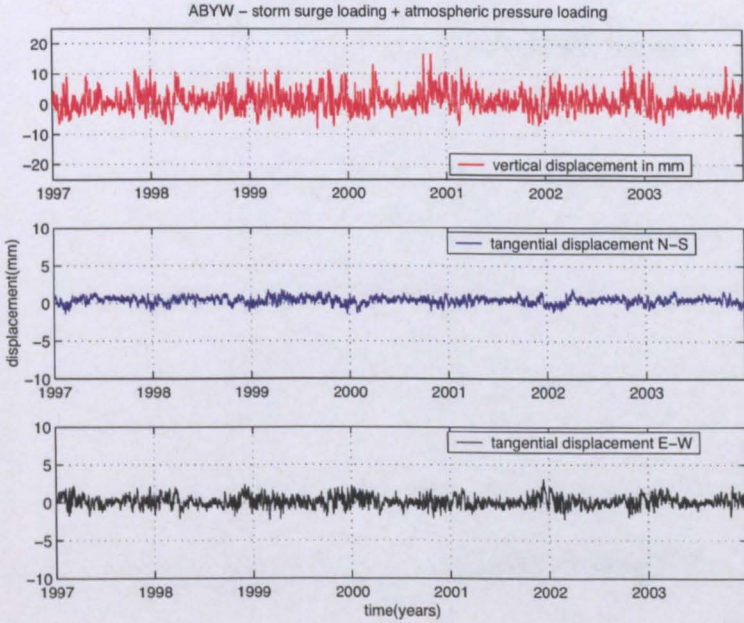 ABYW – storm surge loading + atmospheric pressure loading
20
10
0
−10
−20
vertical displacement in mm
1997 1998 1999 2000 2001 2002 2003
displacement(mm)
10
5
0
−5
−10
tangential displacement N–S
1997 1998 1999 2000 2001 2002 2003
10
5
0
−5
−10
tangential displacement E–W
1997 1998 1999 2000 2001 2002 2003
time(years)